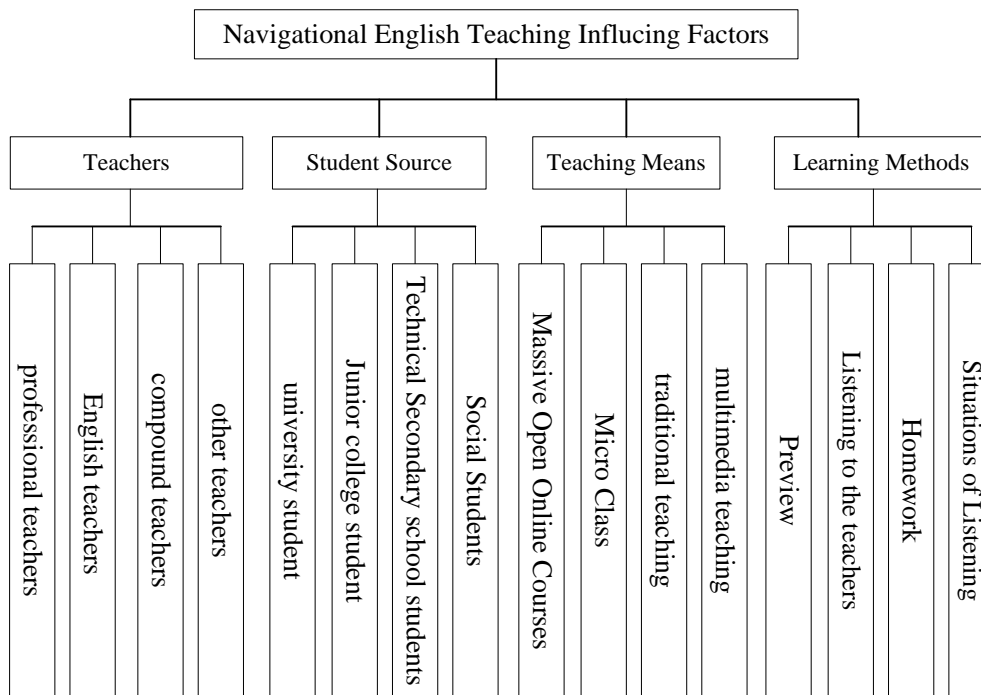 Navigational English Teaching Influcing Factors
Teachers
Student Source
Teaching Means
Learning Methods
professional teachers
English teachers
compound teachers
other teachers
university student
Junior college student
Technical Secondary school students
Social Students
Massive Open Online Courses
Micro Class
traditional teaching
multimedia teaching
Preview
Listening to the teachers
Homework
Situations of Listening